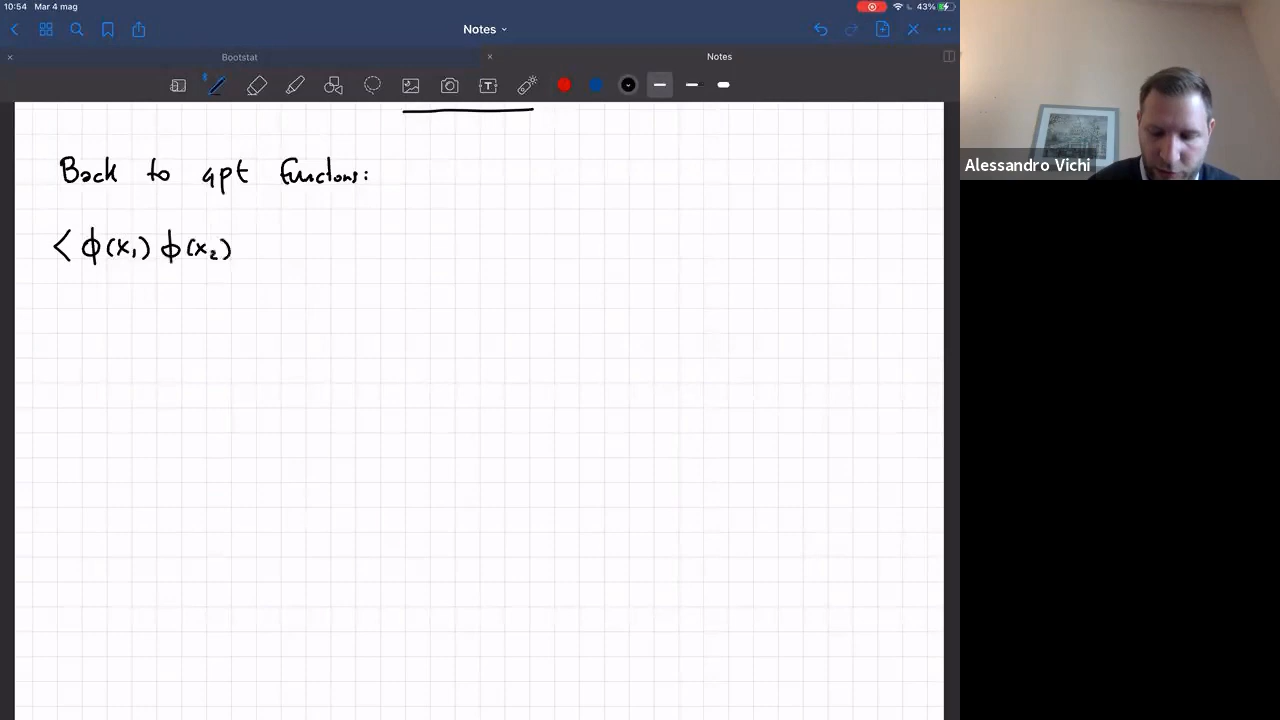 10:54 Mar 4 mag
43%
Notes
Bootstat
Notes
Back to 4pt functions:
< ϕ(x₁) ϕ(x₂)
Alessandro Vichi